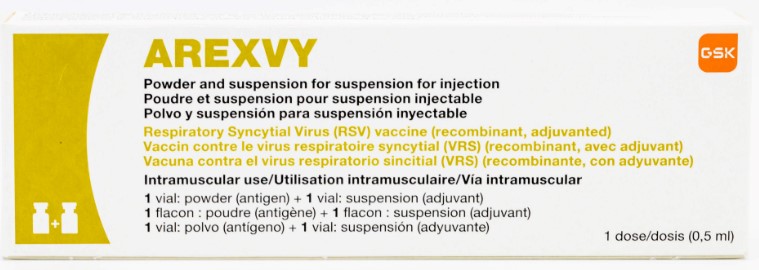 AREXVY
GSK
Powder and suspension for suspension for injection
Poudre et suspension pour suspension injectable
Polvo y suspensión para suspensión inyectable
Respiratory Syncytial Virus (RSV) vaccine (recombinant, adjuvanted)
Vaccin contre le virus respiratoire syncytial (VRS) (recombinant, avec adjuvant)
Vacuna contra el virus respiratorio sincitial (VRS) (recombinante, con adyuvante)
Intramuscular use/Utilisation intramusculaire/Vía intramuscular
1 vial: powder (antigen) + 1 vial: suspension (adjuvant)
1 flacon : poudre (antigène) + 1 flacon : suspension (adjuvant)
1 vial: polvo (antígeno) + 1 vial: suspensión (adyuvante)
+
1 dose/dosis (0,5 ml)